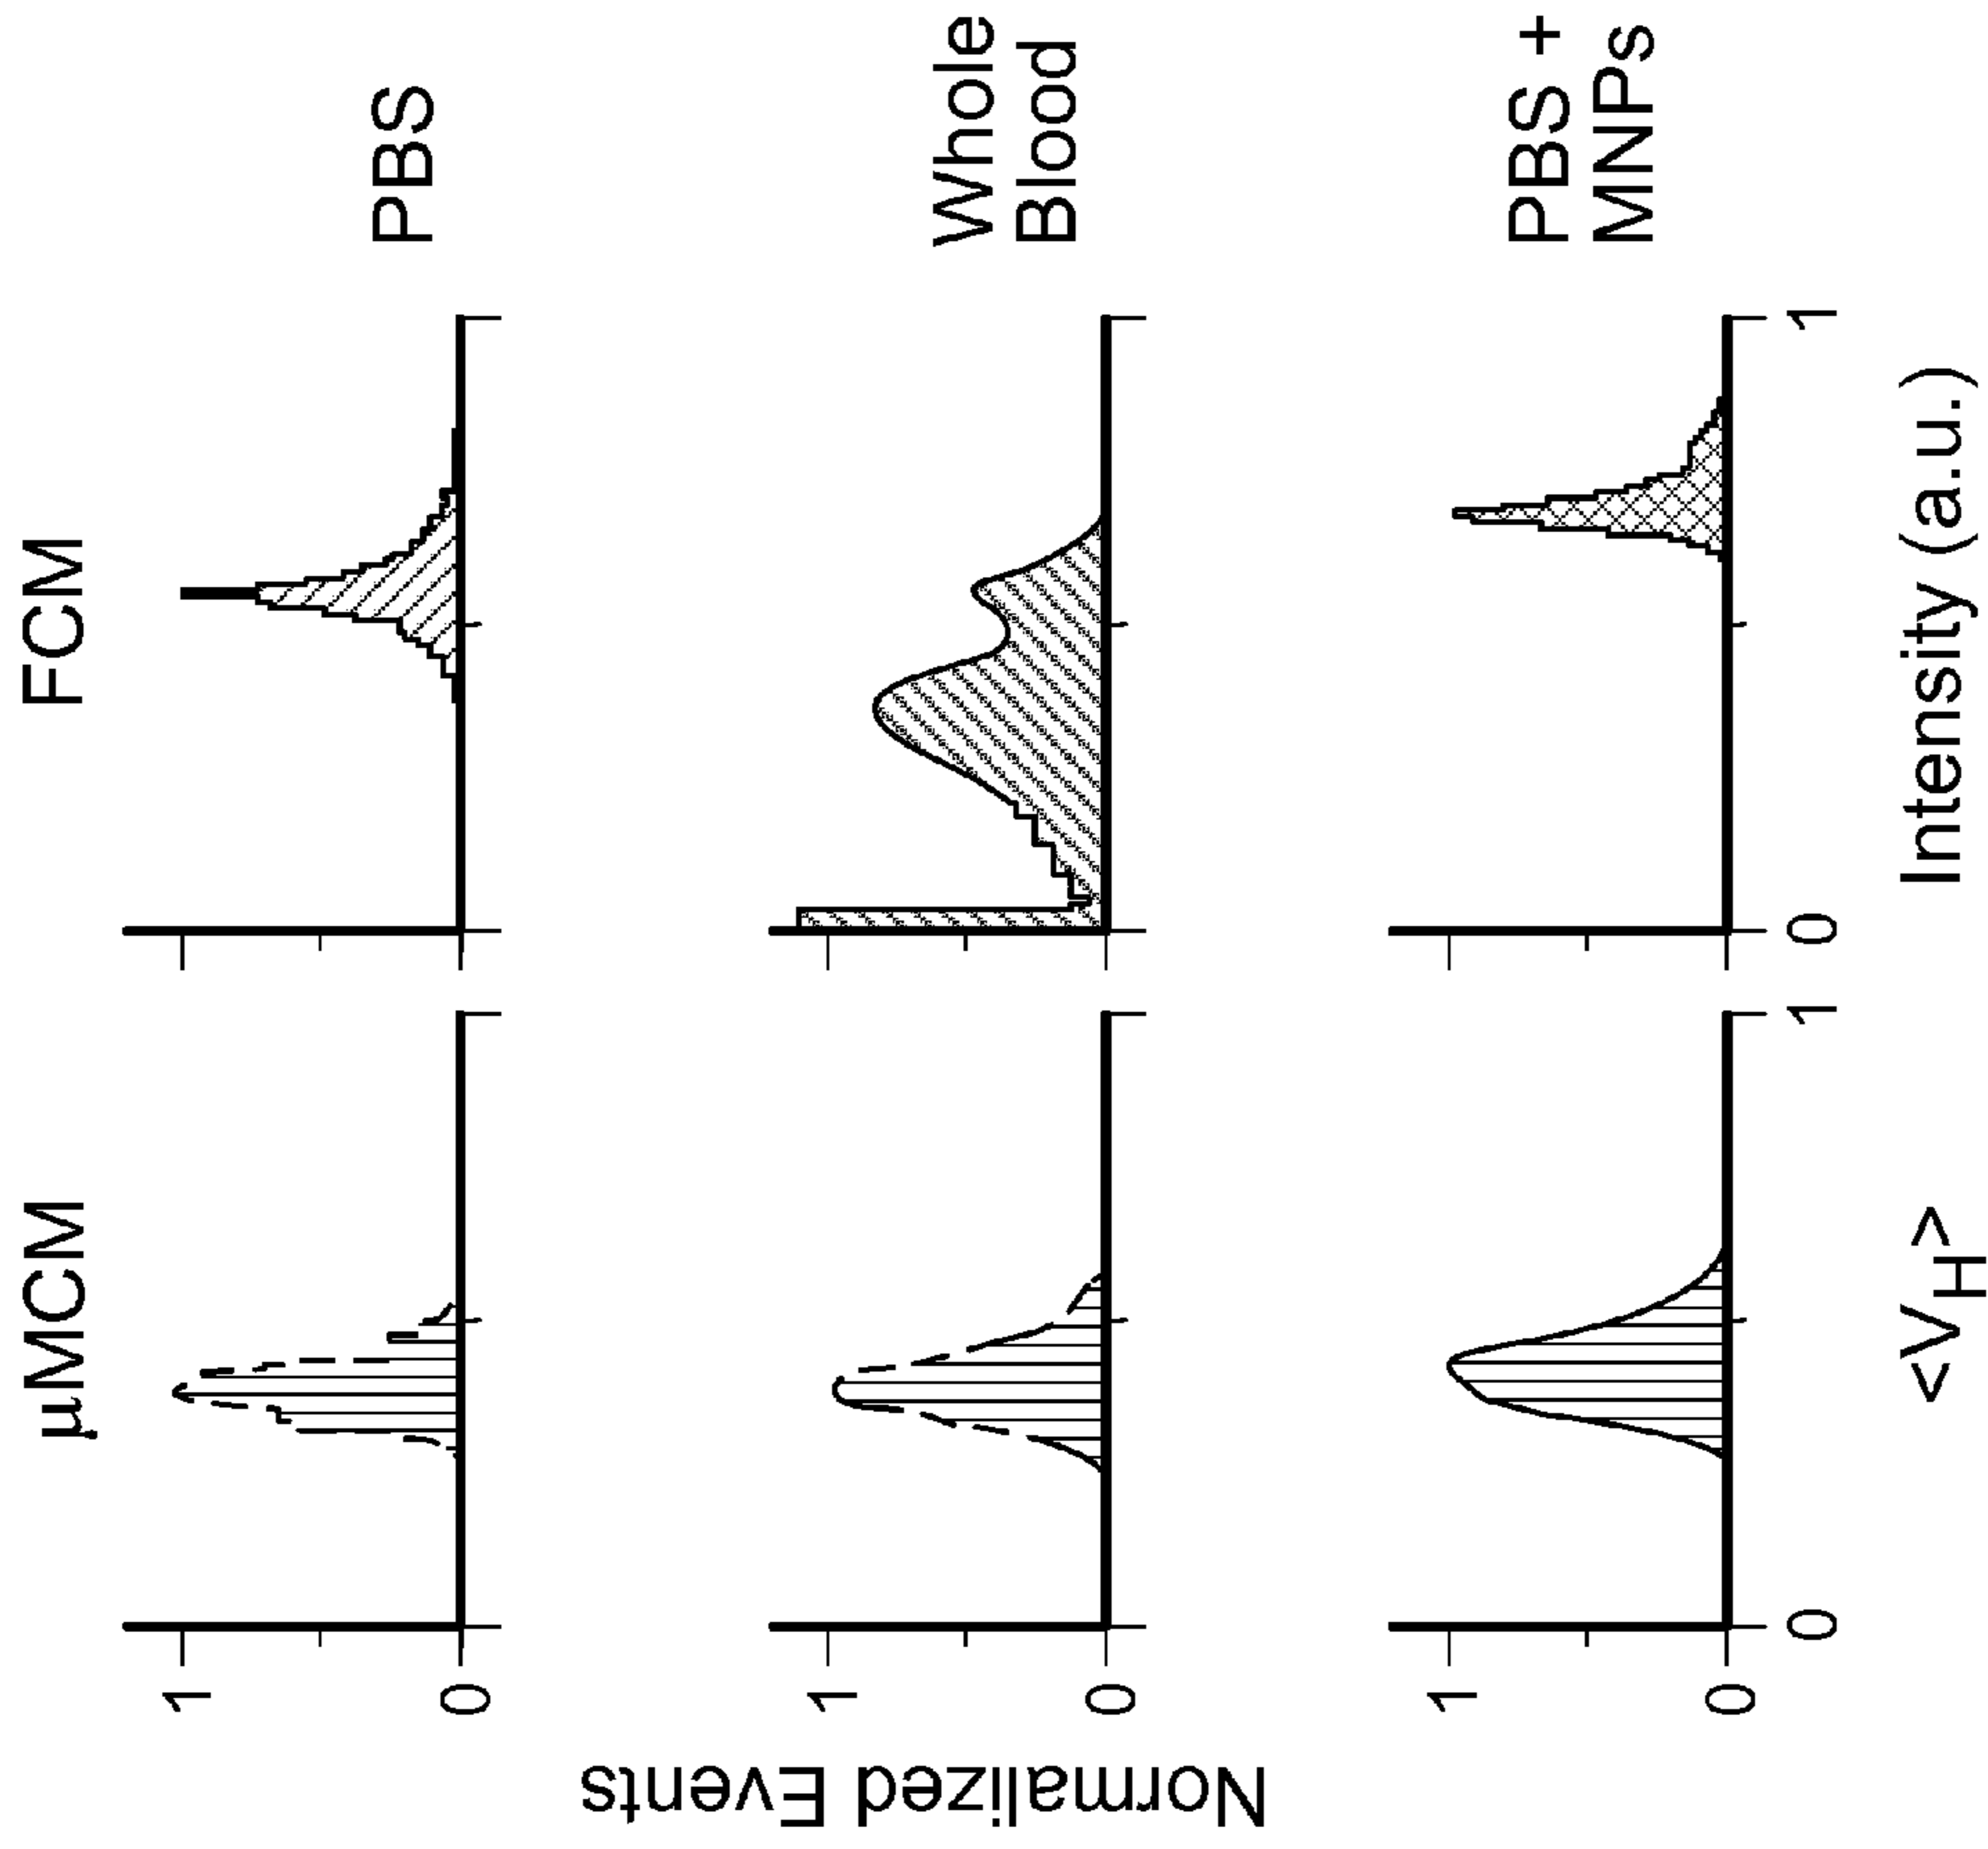 µMCM
FCM
Normalized Events
1
0
PBS
1
0
Whole
Blood
1
0
PBS +
MNPs
0
1
0
1
<V_H>
Intensity (a.u.)